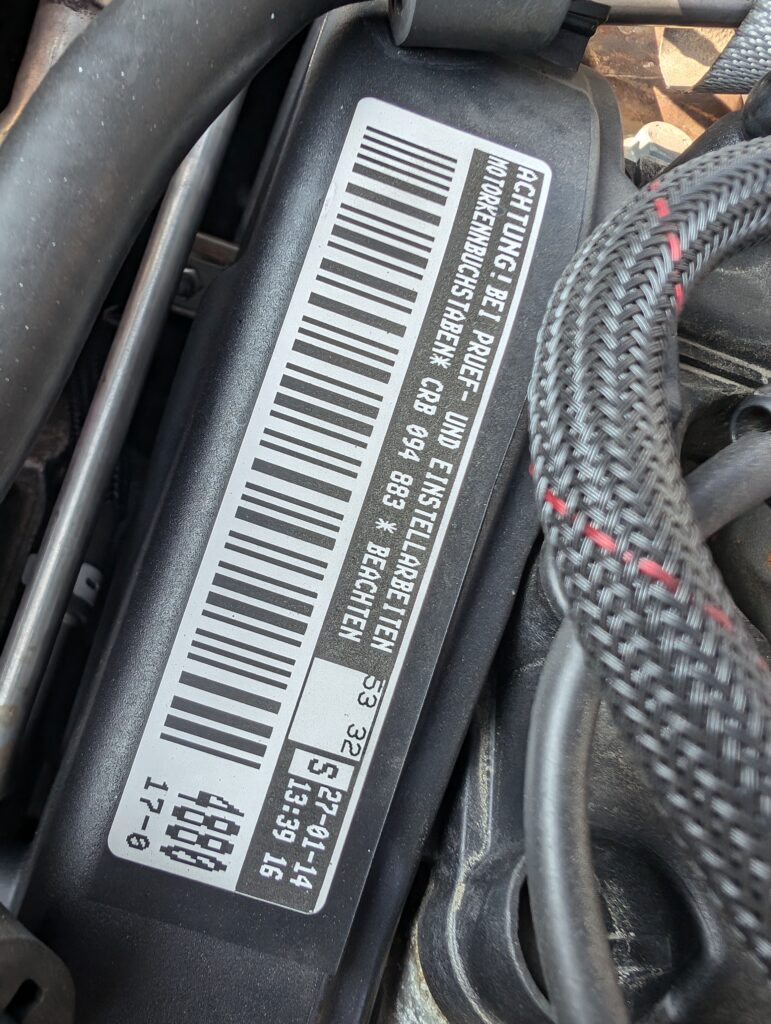 ACHTUNG! BEI PRUEF- UND EINSTELLARBEITEN
MOTORKENNBUCHSTABEN* CRB 094 883 * BEACHTEN
53 32
S 27-01-14
13:39 16
4880
17-0